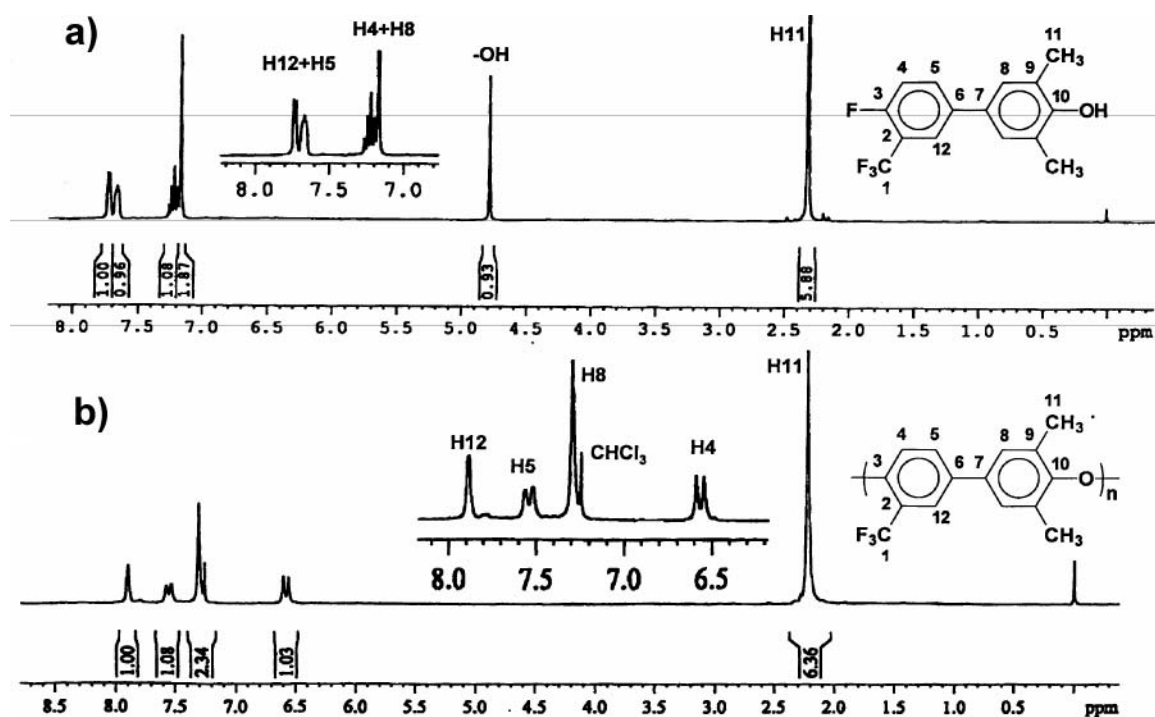 a)
H12+H5
H4+H8
-OH
H11
8.0 7.5 7.0
11
CH₃
4 5 8 9
3 6 7 10
F OH
2 12
F₃C CH₃
1
1.00 0.96 1.08 1.87 0.93 5.88
8.0 7.5 7.0 6.5 6.0 5.5 5.0 4.5 4.0 3.5 3.0 2.5 2.0 1.5 1.0 0.5 ppm
b)
H12
H5
H8
CHCl₃
H4
H11
8.0 7.5 7.0 6.5
11
CH₃
4 5 8 9
3 6 7 10
O n
2 12
F₃C CH₃
1
1.00 1.08 2.34 1.03 6.36
8.5 8.0 7.5 7.0 6.5 6.0 5.5 5.0 4.5 4.0 3.5 3.0 2.5 2.0 1.5 1.0 0.5 ppm